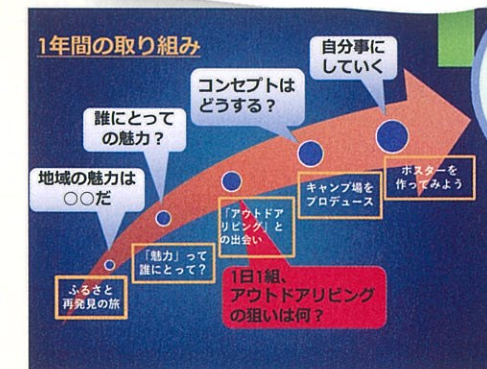 1年間の取り組み
自分事に
していく
コンセプトは
どうする？
誰にとって
の魅力？
地域の魅力は
○○だ
ポスターを
作ってみよう
キャンプ場を
プロデュース
「アウトドア
リビング」と
の出会い
「魅力」って
誰にとって？
ふるさと
再発見の旅
1日1組、
アウトドアリビング
の狙いは何？